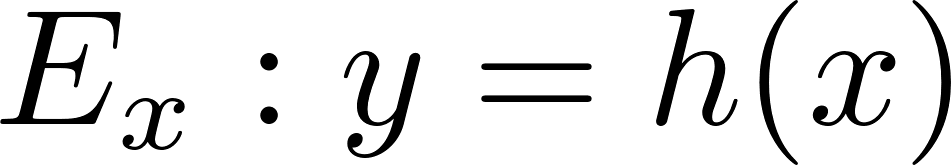 E_x : y = h(x)